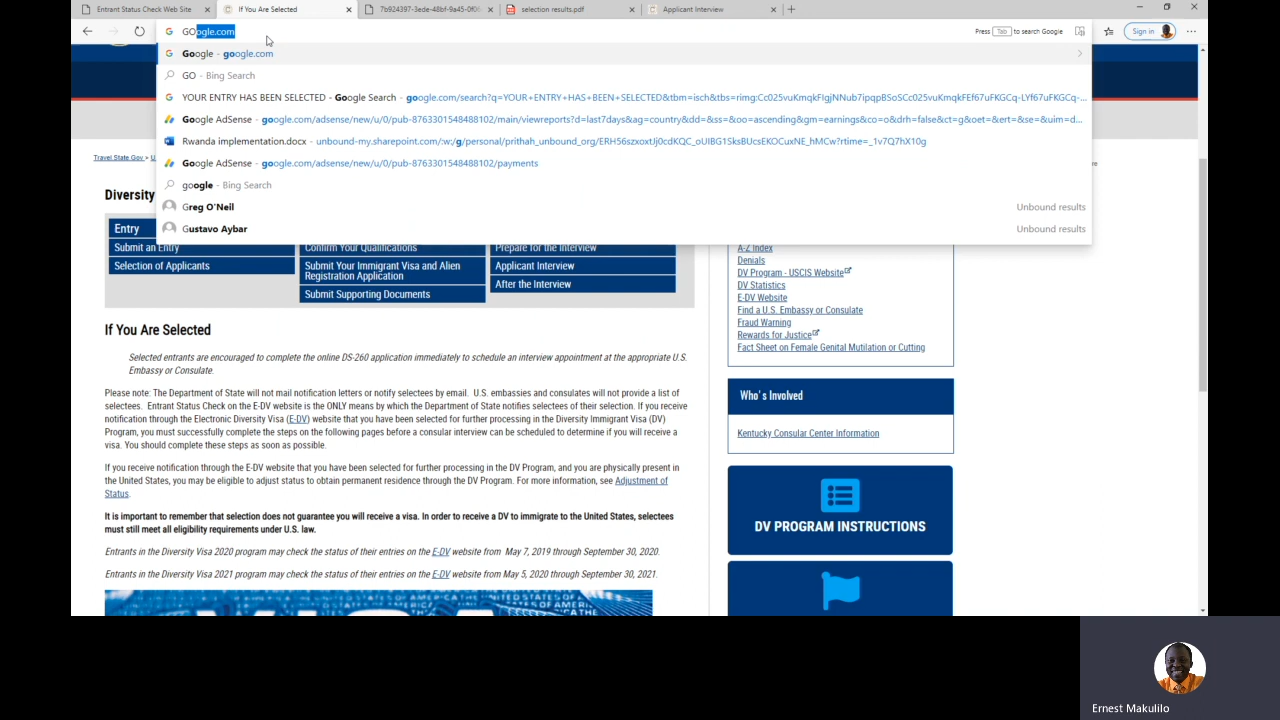 Entrant Status Check Web Site
If You Are Selected
7b924397-3ede-48bf-9a45-0f06
selection results.pdf
Applicant Interview
GOogle.com
Press Tab to search Google
Sign in
Google - google.com
GO - Bing Search
YOUR ENTRY HAS BEEN SELECTED - Google Search - google.com/search?q=YOUR+ENTRY+HAS+BEEN+SELECTED&tbm=isch&tbs=rimg:Cc025vuKmqkFIgjNNub7ipqpBSoSCc025vuKmqkFEf67uFKGCq-LYf67uFKGCq-...
Google AdSense - google.com/adsense/new/u/0/pub-8763301548488102/main/viewreports?d=last7days&ag=country&dd=&ss=&oo=ascending&gm=earnings&co=o&drh=false&ct=g&oet=&ert=&se=&uim=d...
Rwanda implementation.docx - unbound-my.sharepoint.com/:w:/g/personal/prithah_unbound_org/ERH56szxoxtJj0cdKQC_oUIBG1SksBUcsEKOCuxNE_hMCw?rtime=_1v7Q7hX10g
Google AdSense - google.com/adsense/new/u/0/pub-8763301548488102/payments
google - Bing Search
Greg O'Neil Unbound results
Gustavo Aybar Unbound results
Travel.State.Gov > U
Diversity
Entry
Submit an Entry
Selection of Applicants
Confirm Your Qualifications
Submit Your Immigrant Visa and Alien
Registration Application
Submit Supporting Documents
Prepare for the Interview
Applicant Interview
After the Interview
If You Are Selected
Selected entrants are encouraged to complete the online DS-260 application immediately to schedule an interview appointment at the appropriate U.S.
Embassy or Consulate.
Please note: The Department of State will not mail notification letters or notify selectees by email. U.S. embassies and consulates will not provide a list of
selectees. Entrant Status Check on the E-DV website is the ONLY means by which the Department of State notifies selectees of their selection. If you receive
notification through the Electronic Diversity Visa (E-DV) website that you have been selected for further processing in the Diversity Immigrant Visa (DV)
Program, you must successfully complete the steps on the following pages before a consular interview can be scheduled to determine if you will receive a
visa. You should complete these steps as soon as possible.
If you receive notification through the E-DV website that you have been selected for further processing in the DV Program, and you are physically present in
the United States, you may be eligible to adjust status to obtain permanent residence through the DV Program. For more information, see Adjustment of
Status.
It is important to remember that selection does not guarantee you will receive a visa. In order to receive a DV to immigrate to the United States, selectees
must still meet all eligibility requirements under U.S. law.
Entrants in the Diversity Visa 2020 program may check the status of their entries on the E-DV website from May 7, 2019 through September 30, 2020.
Entrants in the Diversity Visa 2021 program may check the status of their entries on the E-DV website from May 5, 2020 through September 30, 2021.
A-Z Index
Denials
DV Program - USCIS Website
DV Statistics
E-DV Website
Find a U.S. Embassy or Consulate
Fraud Warning
Rewards for Justice
Fact Sheet on Female Genital Mutilation or Cutting
Who's Involved
Kentucky Consular Center Information
DV PROGRAM INSTRUCTIONS
Ernest Makulilo